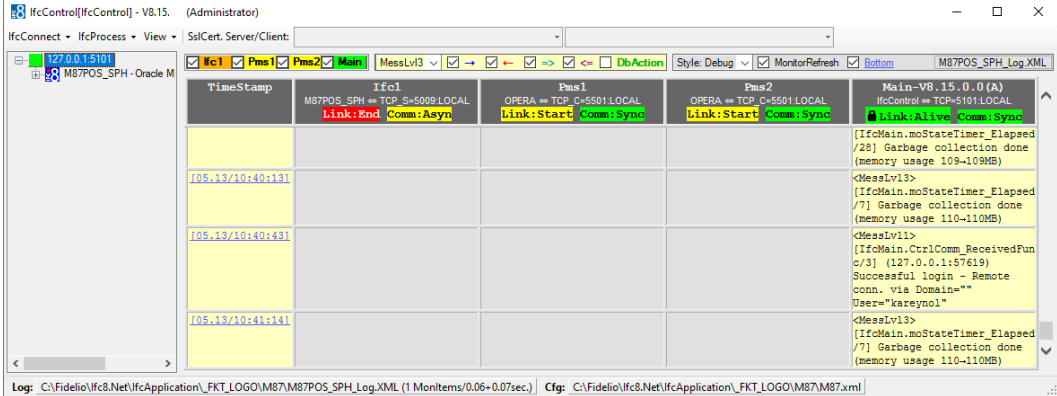 IfcControl[IfcControl] - V8.15. (Administrator)
IfcConnect IfcProcess View SslCert. Server/Client:
127.0.0.1:5101
M87POS_SPH - Oracle M
Ifc1 Pms1 Pms2 Main MessLvl3 → ← => <= DbAction Style: Debug MonitorRefresh Bottom M87POS_SPH_Log.XML
TimeStamp Ifc1 Pms1 Pms2 Main-V8.15.0.0(A)
M87POS_SPH ⇔ TCP_S=5009:LOCAL OPERA ⇔ TCP_C=5501:LOCAL OPERA ⇔ TCP_C=5501:LOCAL IfcControl ⇔ TCP=5101:LOCAL
Link:End Comm:Asyn Link:Start Comm:Sync Link:Start Comm:Sync Link:Alive Comm:Sync
[IfcMain.moStateTimer_Elapsed
/28] Garbage collection done
(memory usage 109→109MB)
[05.13/10:40:13] <MessLvl3>
[IfcMain.moStateTimer_Elapsed
/7] Garbage collection done
(memory usage 110→110MB)
[05.13/10:40:43] <MessLvl1>
[IfcMain.CtrlComm_ReceivedFun
c/3] (127.0.0.1:57619)
Successful login - Remote
conn. via Domain=""
User="kareynol"
[05.13/10:41:14] <MessLvl3>
[IfcMain.moStateTimer_Elapsed
/7] Garbage collection done
(memory usage 110→110MB)
Log: C:\Fidelio\Ifc8.Net\IfcApplication\_FKT_LOGO\M87\M87POS_SPH_Log.XML (1 MonItems/0.06+0.07sec.) Cfg: C:\Fidelio\Ifc8.Net\IfcApplication\_FKT_LOGO\M87\M87.xml